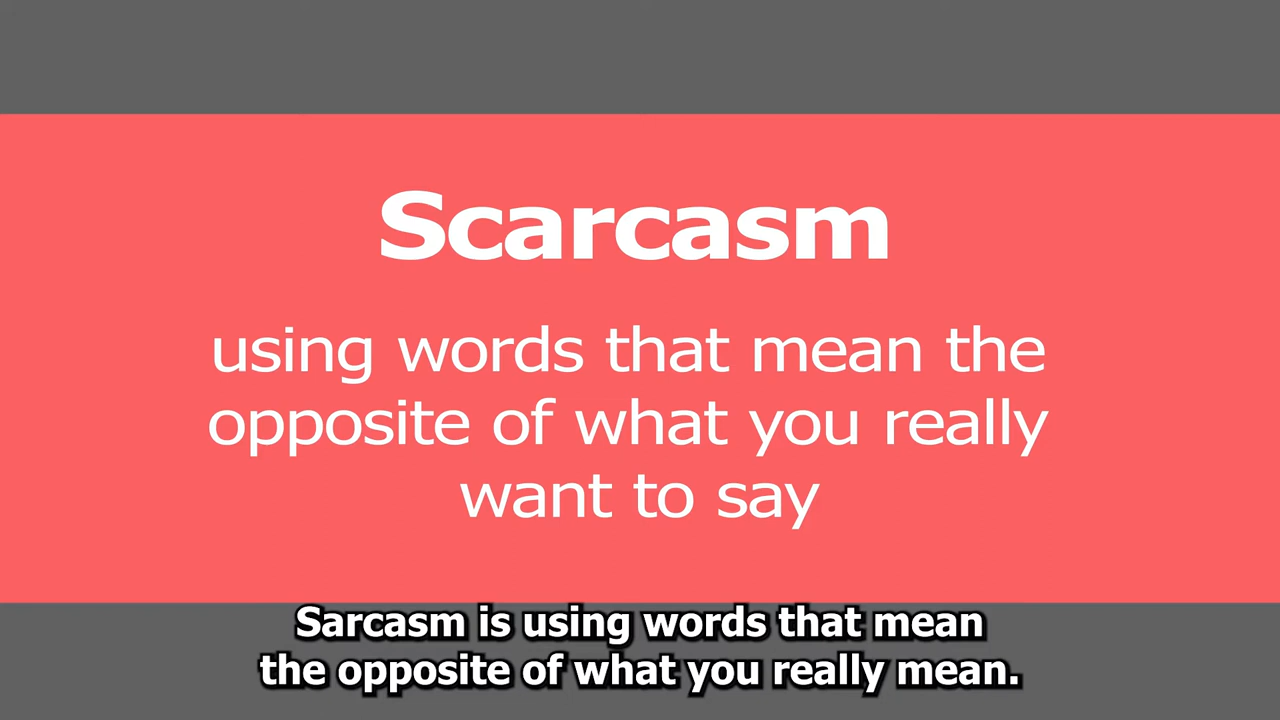 Scarcasm
using words that mean the
opposite of what you really
want to say
Sarcasm is using words that mean
the opposite of what you really mean.